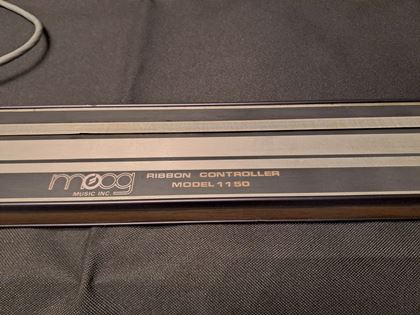 moog RIBBON CONTROLLER
MUSIC INC. MODEL 1150